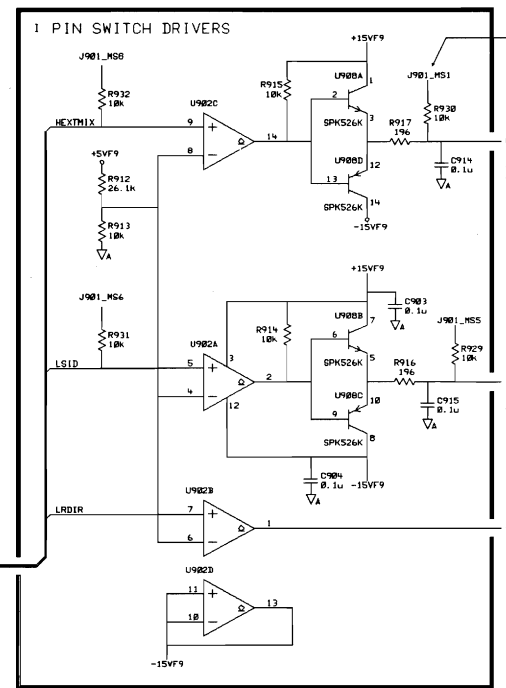 I PIN SWITCH DRIVERS
+15VF9
J901_MS8
J901_MS1
R932
10k
R915
10k
U908A
1
2
3
SPK526K
U902C
HEXTMIX
9
+
8
-
Ω
14
R917
196
R930
10k
C914
0.1u
A
+5VF9
R912
26.1k
R913
10k
A
U908D
12
13
14
SPK526K
-15VF9
+15VF9
J901_MS6
C903
0.1u
A
J901_MS5
R931
10k
R914
10k
U908B
7
6
5
SPK526K
U902A
LSID
5
+
4
-
3
12
Ω
2
R916
196
R929
10k
C915
0.1u
A
U908C
10
9
8
SPK526K
C904
0.1u
A
-15VF9
U902B
LRDIR
7
+
6
-
Ω
1
U902D
11
+
10
-
Ω
13
-15VF9